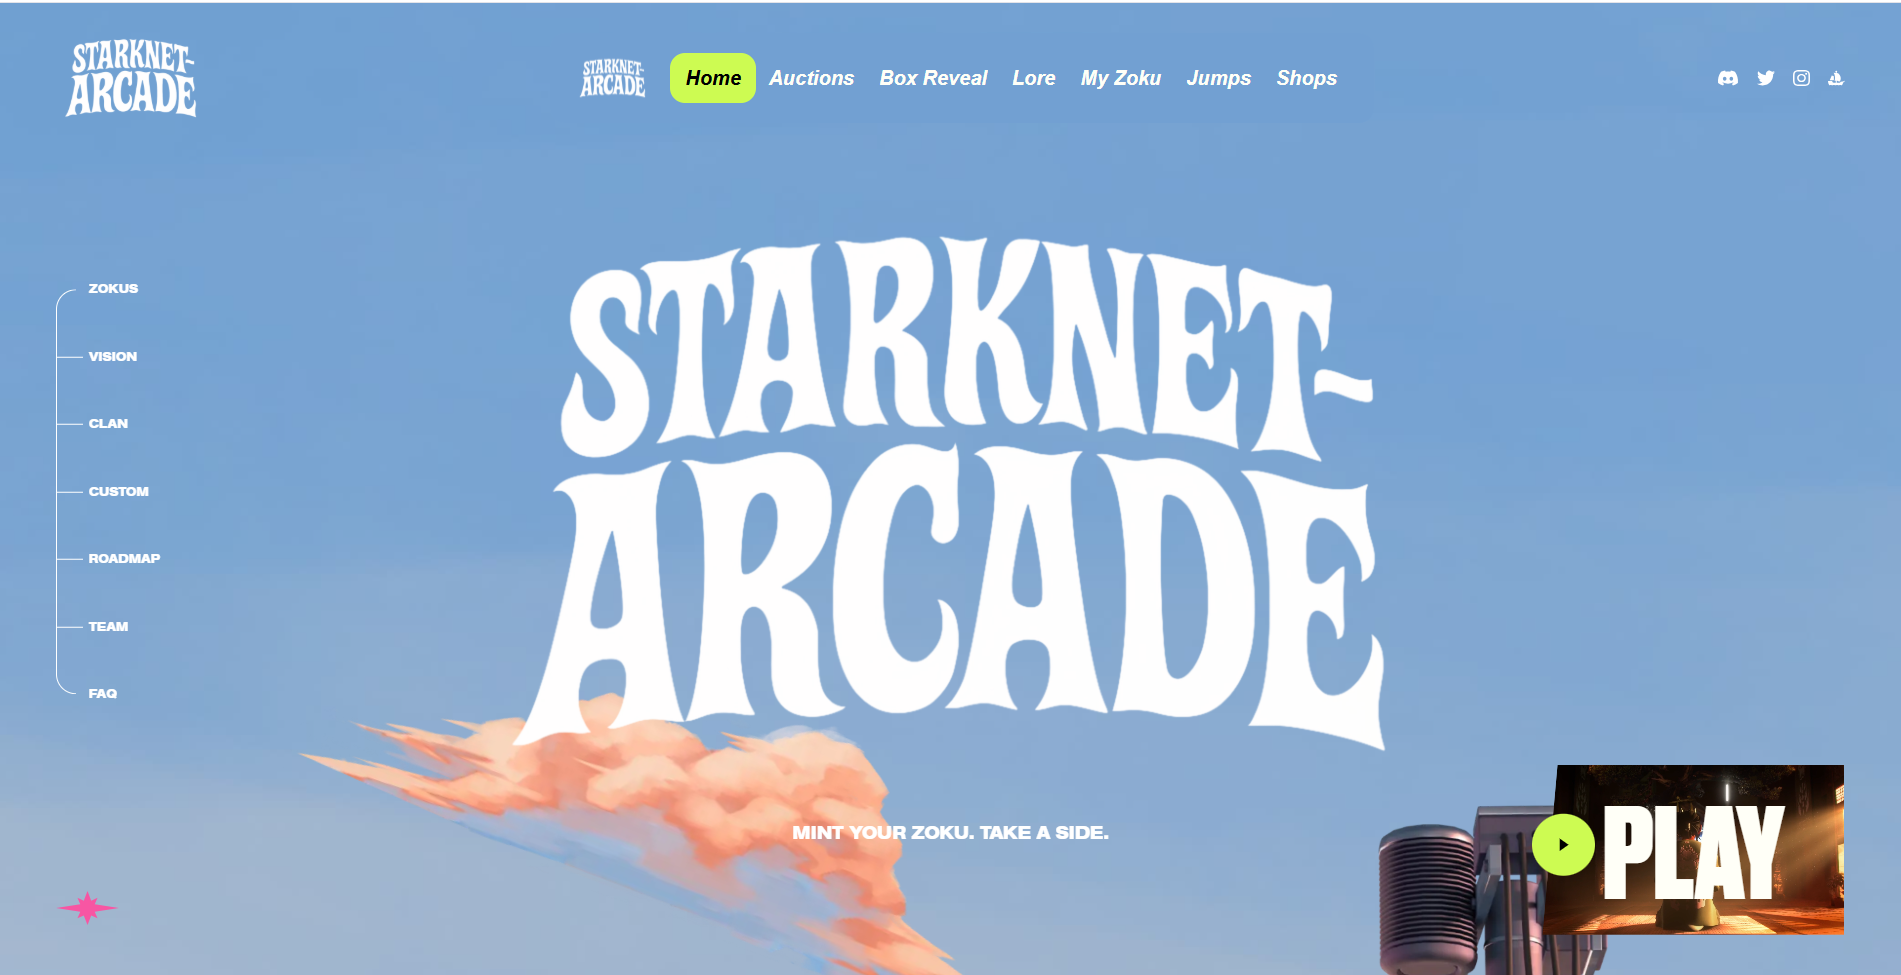 STARKNET-
ARCADE
STARKNET-
ARCADE
Home Auctions Box Reveal Lore My Zoku Jumps Shops
STARKNET-
ARCADE
ZOKUS
VISION
CLAN
CUSTOM
ROADMAP
TEAM
FAQ
MINT YOUR ZOKU. TAKE A SIDE.
PLAY